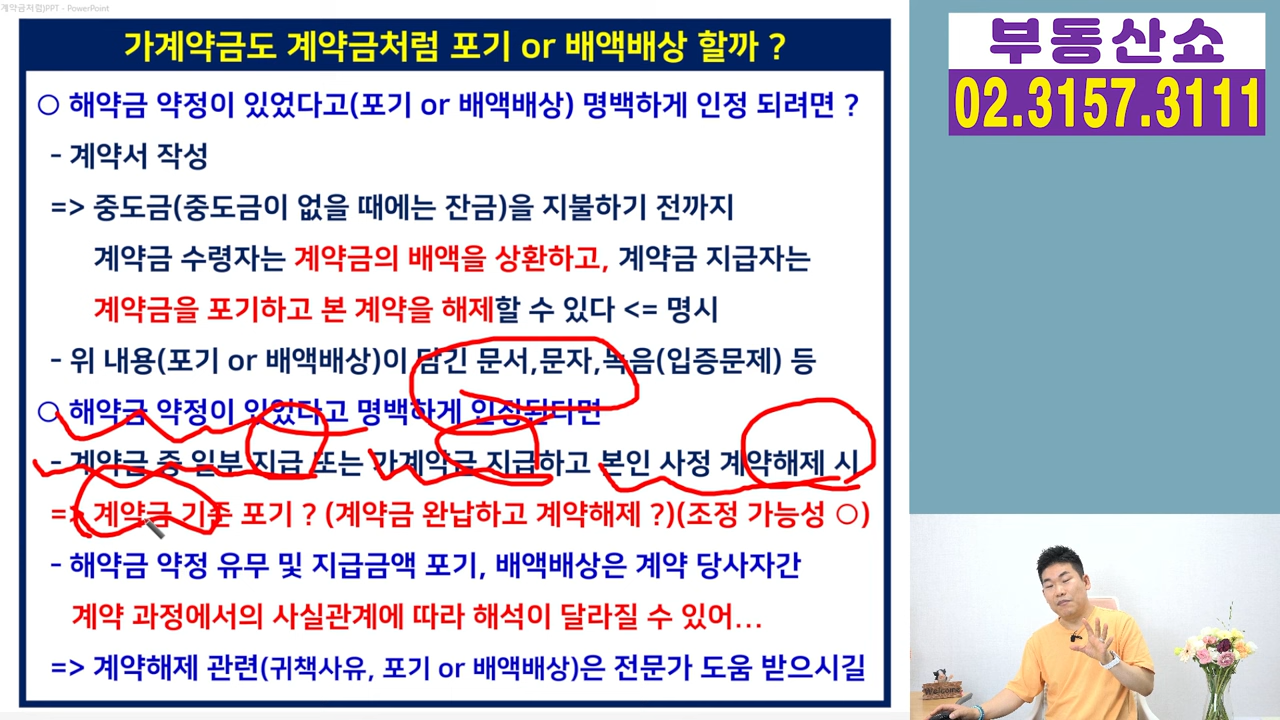 계약금처럼)PPT - PowerPoint
가계약금도 계약금처럼 포기 or 배액배상 할까 ?
부동산쇼
02.3157.3111
○ 해약금 약정이 있었다고(포기 or 배액배상) 명백하게 인정 되려면 ?
- 계약서 작성
=> 중도금(중도금이 없을 때에는 잔금)을 지불하기 전까지
계약금 수령자는 계약금의 배액을 상환하고, 계약금 지급자는
계약금을 포기하고 본 계약을 해제할 수 있다 <= 명시
- 위 내용(포기 or 배액배상)이 담긴 문서,문자,녹음(입증문제) 등
○ 해약금 약정이 있었다고 명백하게 인정된다면
- 계약금 중 일부 지급 또는 가계약금 지급하고 본인 사정 계약해제 시
=> 계약금 기준 포기 ? (계약금 완납하고 계약해제 ?)(조정 가능성 ○)
- 해약금 약정 유무 및 지급금액 포기, 배액배상은 계약 당사자간
계약 과정에서의 사실관계에 따라 해석이 달라질 수 있어...
=> 계약해제 관련(귀책사유, 포기 or 배액배상)은 전문가 도움 받으시길
Welcome